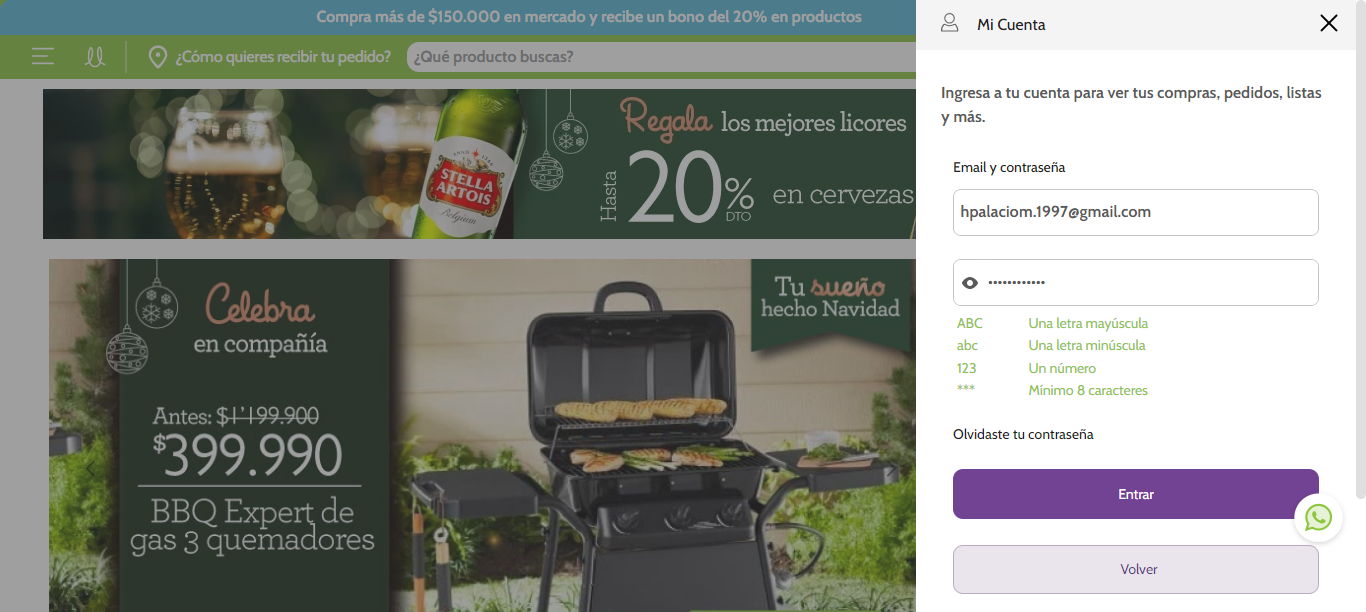 Compra más de $150.000 en mercado y recibe un bono del 20% en productos
¿Cómo quieres recibir tu pedido?
¿Qué producto buscas?
Regala los mejores licores
Hasta
20%
DTO
en cervezas
STELLA
ARTOIS
Belgium
Celebra
en compañía
Antes: $1'199.900
$399.990
BBQ Expert de
gas 3 quemadores
Tu sueño
hecho Navidad
Mi Cuenta
Ingresa a tu cuenta para ver tus compras, pedidos, listas
y más.
Email y contraseña
hpalaciom.1997@gmail.com
••••••••••••
ABC Una letra mayúscula
abc Una letra minúscula
123 Un número
*** Mínimo 8 caracteres
Olvidaste tu contraseña
Entrar
Volver